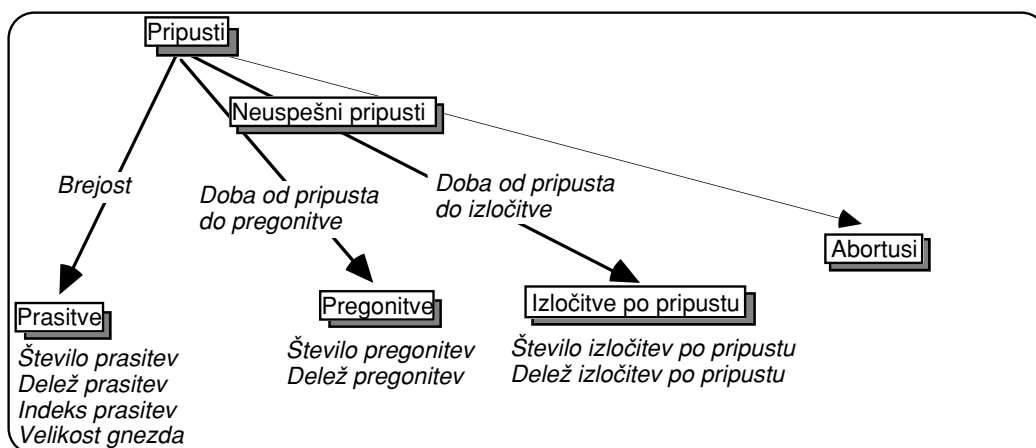 Pripusti
Neuspešni pripusti
Brejost
Doba od pripusta
do pregonitve
Doba od pripusta
do izločitve
Abortusi
Prasitve
Število prasitev
Delež prasitev
Indeks prasitev
Velikost gnezda
Pregonitve
Število pregonitev
Delež pregonitev
Izločitve po pripustu
Število izločitev po pripustu
Delež izločitev po pripustu